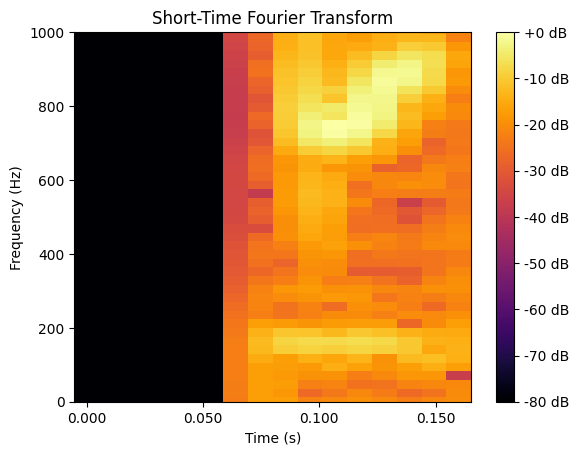 Short-Time Fourier Transform
Frequency (Hz)
1000
800
600
400
200
0
0.000
0.050
0.100
0.150
Time (s)
+0 dB
-10 dB
-20 dB
-30 dB
-40 dB
-50 dB
-60 dB
-70 dB
-80 dB